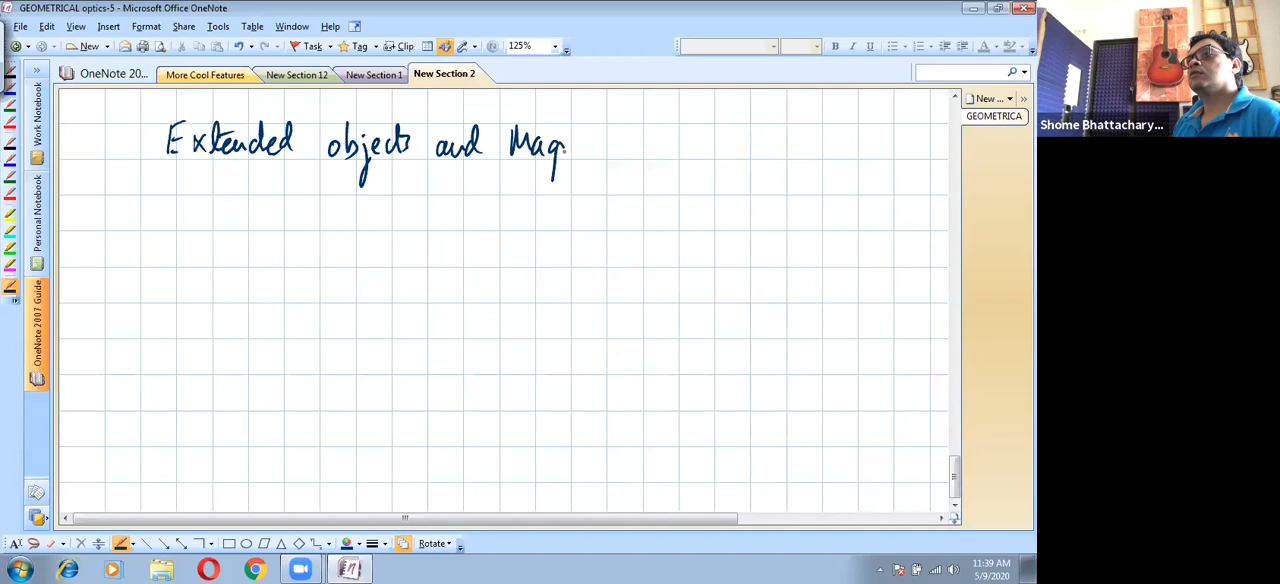 GEOMETRICAL optics-5 - Microsoft Office OneNote
File Edit View Insert Format Share Tools Table Window Help
New Task Tag Clip 125% B I U A
OneNote 20... More Cool Features New Section 12 New Section 1 New Section 2
New ...
GEOMETRICA
Work Notebook
Personal Notebook
OneNote 2007 Guide
Extended objects and Mag
Shome Bhattachary...
Rotate
11:39 AM
5/9/2020